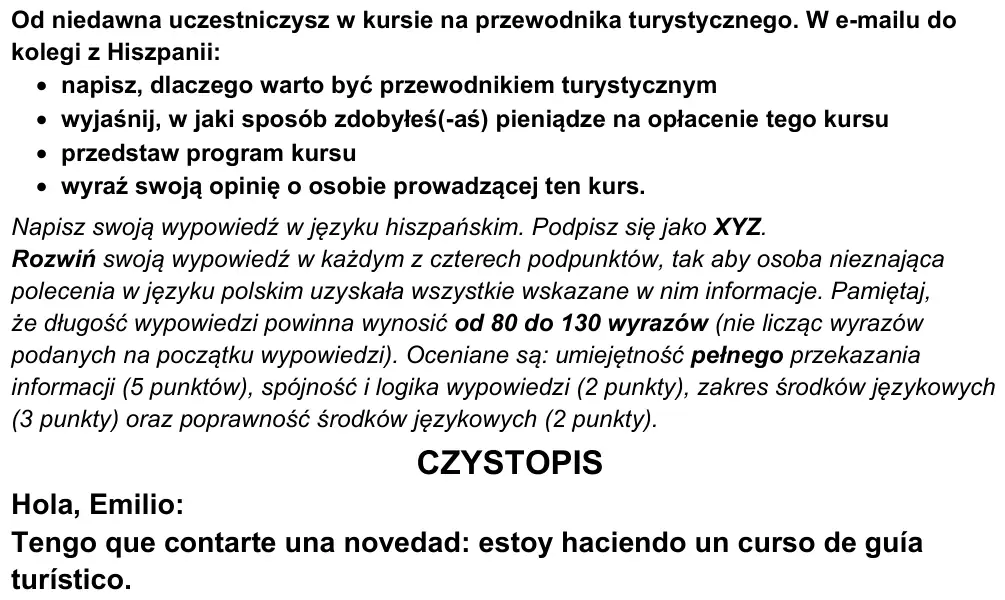 Od niedawna uczestniczysz w kursie na przewodnika turystycznego. W e-mailu do
kolegi z Hiszpanii:
• napisz, dlaczego warto być przewodnikiem turystycznym
• wyjaśnij, w jaki sposób zdobyłeś(-aś) pieniądze na opłacenie tego kursu
• przedstaw program kursu
• wyraź swoją opinię o osobie prowadzącej ten kurs.
Napisz swoją wypowiedź w języku hiszpańskim. Podpisz się jako XYZ.
Rozwiń swoją wypowiedź w każdym z czterech podpunktów, tak aby osoba nieznająca
polecenia w języku polskim uzyskała wszystkie wskazane w nim informacje. Pamiętaj,
że długość wypowiedzi powinna wynosić od 80 do 130 wyrazów (nie licząc wyrazów
podanych na początku wypowiedzi). Oceniane są: umiejętność pełnego przekazania
informacji (5 punktów), spójność i logika wypowiedzi (2 punkty), zakres środków językowych
(3 punkty) oraz poprawność środków językowych (2 punkty).
CZYSTOPIS
Hola, Emilio:
Tengo que contarte una novedad: estoy haciendo un curso de guía
turístico.